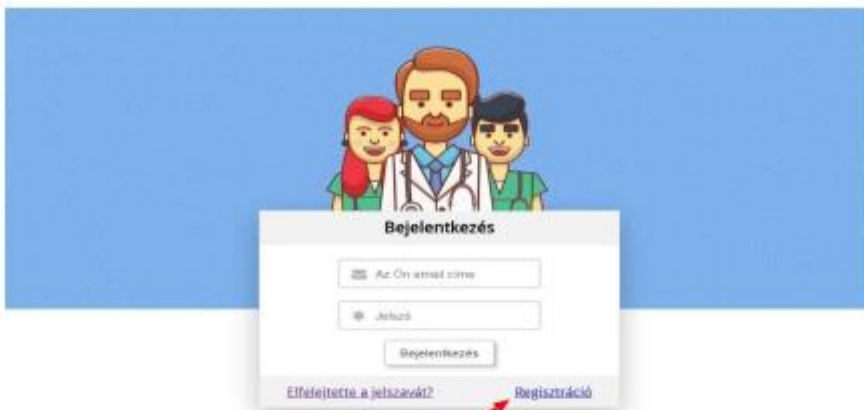 Bejelentkezés
Az Ön email címe
Jelszó
Bejelentkezés
Elfelejtette a jelszavát? Regisztráció